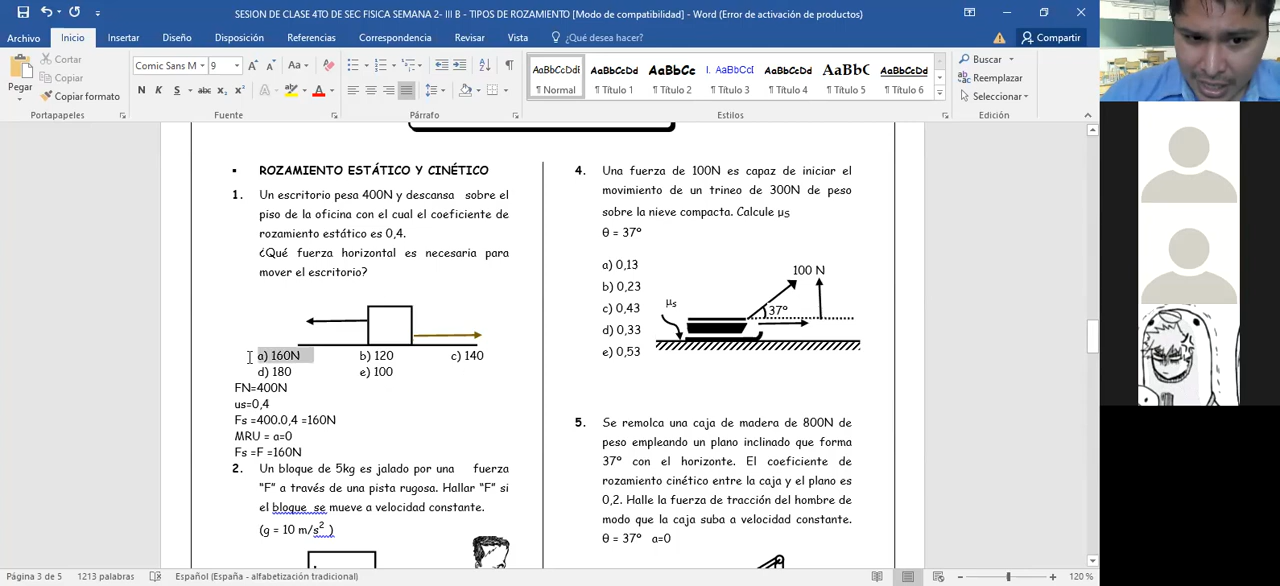 SESION DE CLASE 4TO DE SEC FISICA SEMANA 2- III B - TIPOS DE ROZAMIENTO [Modo de compatibilidad] - Word (Error de activación de productos)
Archivo Inicio Insertar Diseño Disposición Referencias Correspondencia Revisar Vista ¿Qué desea hacer? Compartir
Pegar
Cortar
Copiar
Copiar formato
Portapapeles
Comic Sans M 9
Fuente
Párrafo
AaBbCcDdE AaBbCcDd AaBbCc I. AaBbCcI AaBbCcDd AaBbC AaBbCcDd
¶ Normal ¶ Título 1 ¶ Título 2 ¶ Título 3 ¶ Título 4 ¶ Título 5 ¶ Título 6
Estilos
Buscar
Reemplazar
Seleccionar
Edición
▪ ROZAMIENTO ESTÁTICO Y CINÉTICO
1. Un escritorio pesa 400N y descansa sobre el
piso de la oficina con el cual el coeficiente de
rozamiento estático es 0,4.
¿Qué fuerza horizontal es necesaria para
mover el escritorio?
a) 160N b) 120 c) 140
d) 180 e) 100
FN=400N
us=0,4
Fs =400.0,4 =160N
MRU = a=0
Fs =F =160N
2. Un bloque de 5kg es jalado por una fuerza
"F" a través de una pista rugosa. Hallar "F" si
el bloque se mueve a velocidad constante.
(g = 10 m/s2 )
4. Una fuerza de 100N es capaz de iniciar el
movimiento de un trineo de 300N de peso
sobre la nieve compacta. Calcule μs
θ = 37º
a) 0,13
b) 0,23
c) 0,43
d) 0,33
e) 0,53
100 N
37º
μs
5. Se remolca una caja de madera de 800N de
peso empleando un plano inclinado que forma
37º con el horizonte. El coeficiente de
rozamiento cinético entre la caja y el plano es
0,2. Halle la fuerza de tracción del hombre de
modo que la caja suba a velocidad constante.
θ = 37º a=0
Página 3 de 5 1213 palabras Español (España - alfabetización tradicional) 120 %